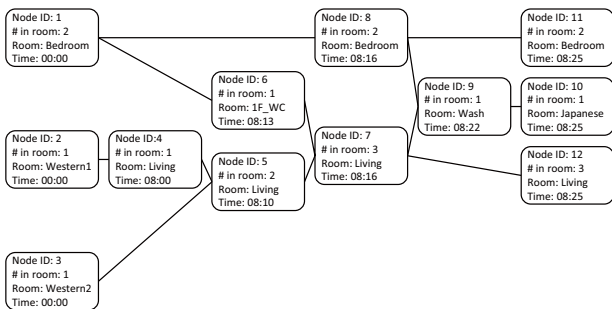 Node ID: 1
# in room: 2
Room: Bedroom
Time: 00:00
Node ID: 8
# in room: 2
Room: Bedroom
Time: 08:16
Node ID: 11
# in room: 2
Room: Bedroom
Time: 08:25
Node ID: 6
# in room: 1
Room: 1F_WC
Time: 08:13
Node ID: 9
# in room: 1
Room: Wash
Time: 08:22
Node ID: 10
# in room: 1
Room: Japanese
Time: 08:25
Node ID: 2
# in room: 1
Room: Western1
Time: 00:00
Node ID:4
# in room: 1
Room: Living
Time: 08:00
Node ID: 5
# in room: 2
Room: Living
Time: 08:10
Node ID: 7
# in room: 3
Room: Living
Time: 08:16
Node ID: 12
# in room: 3
Room: Living
Time: 08:25
Node ID: 3
# in room: 1
Room: Western2
Time: 00:00